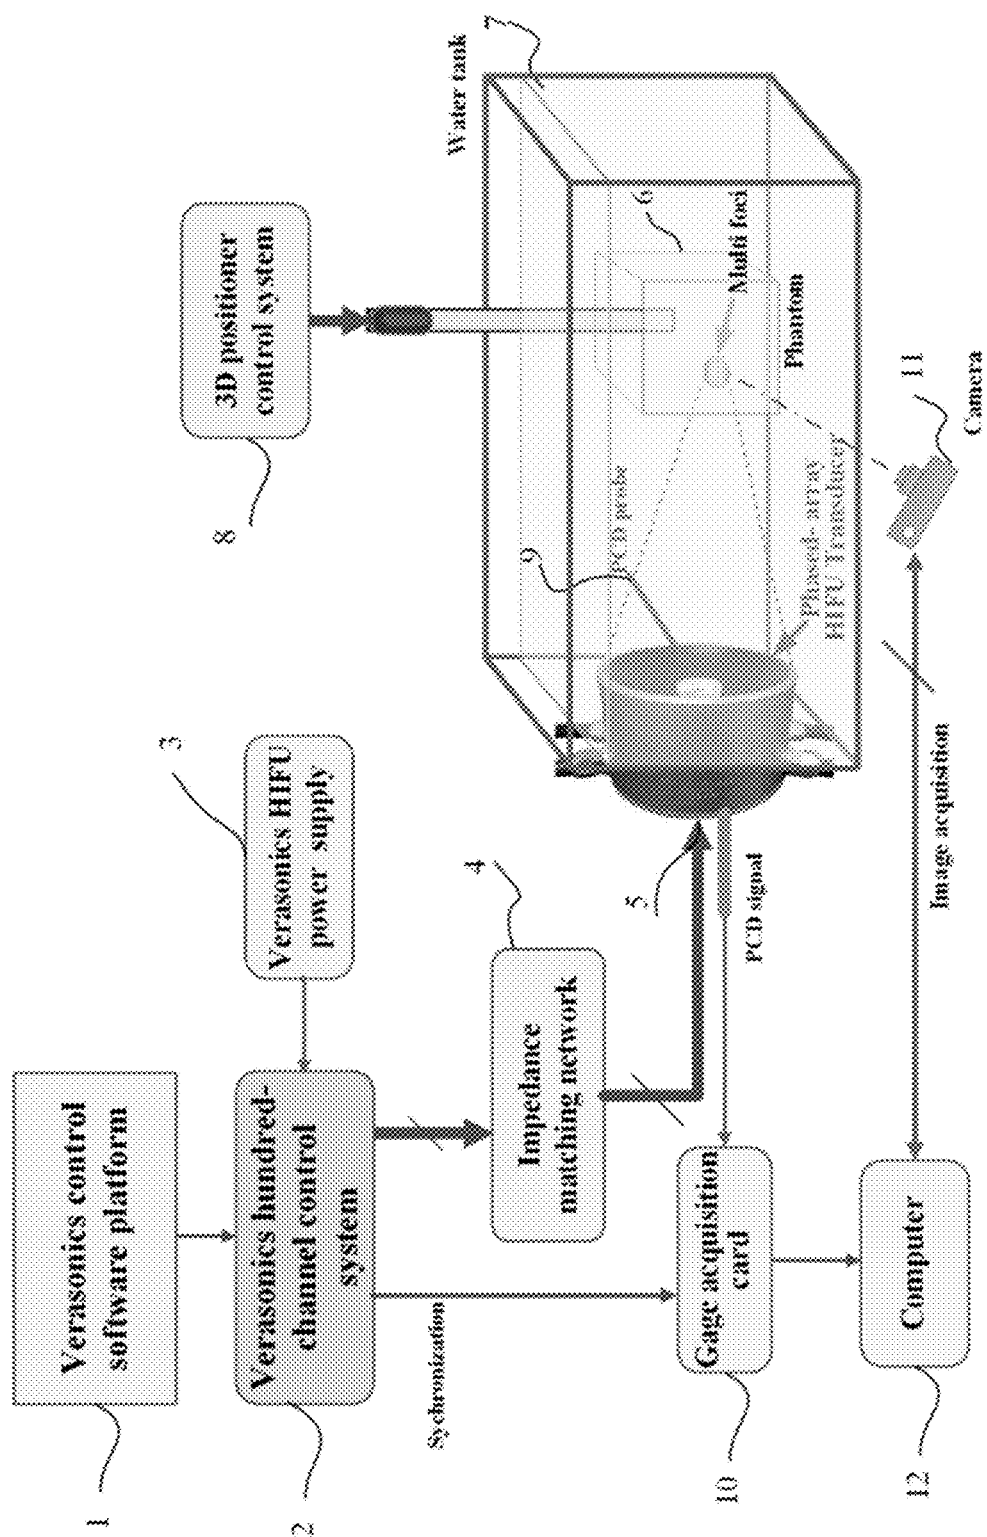 1
Verasonics control
software platform
2
Verasonics hundred-
channel control
system
3
Verasonics HIFU
power supply
4
Impedance
matching network
5
Sychronization
10
Gage acquisition
card
PCD signal
12
Computer
Image acquisition
8
3D positioner
control system
Water tank
7
9
PCD probe
6
Multi foci
Phantom
Phased- array
HIFU Transducer
11
Camera